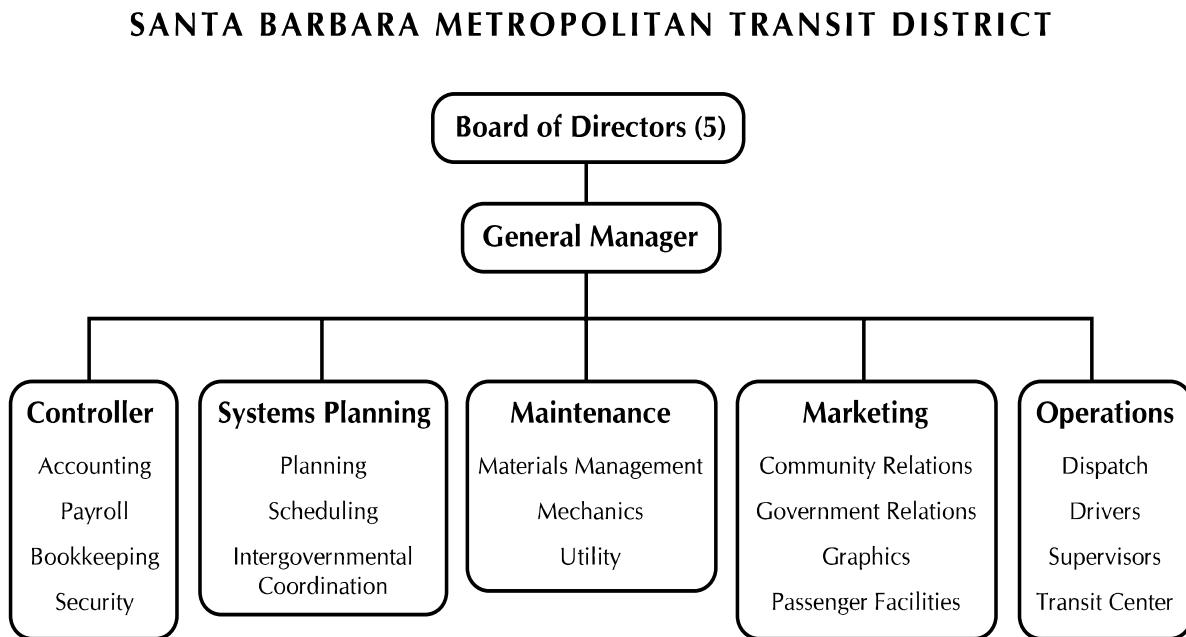 SANTA BARBARA METROPOLITAN TRANSIT DISTRICT
Board of Directors (5)
General Manager
Controller
Accounting
Payroll
Bookkeeping
Security
Systems Planning
Planning
Scheduling
Intergovernmental
Coordination
Maintenance
Materials Management
Mechanics
Utility
Marketing
Community Relations
Government Relations
Graphics
Passenger Facilities
Operations
Dispatch
Drivers
Supervisors
Transit Center